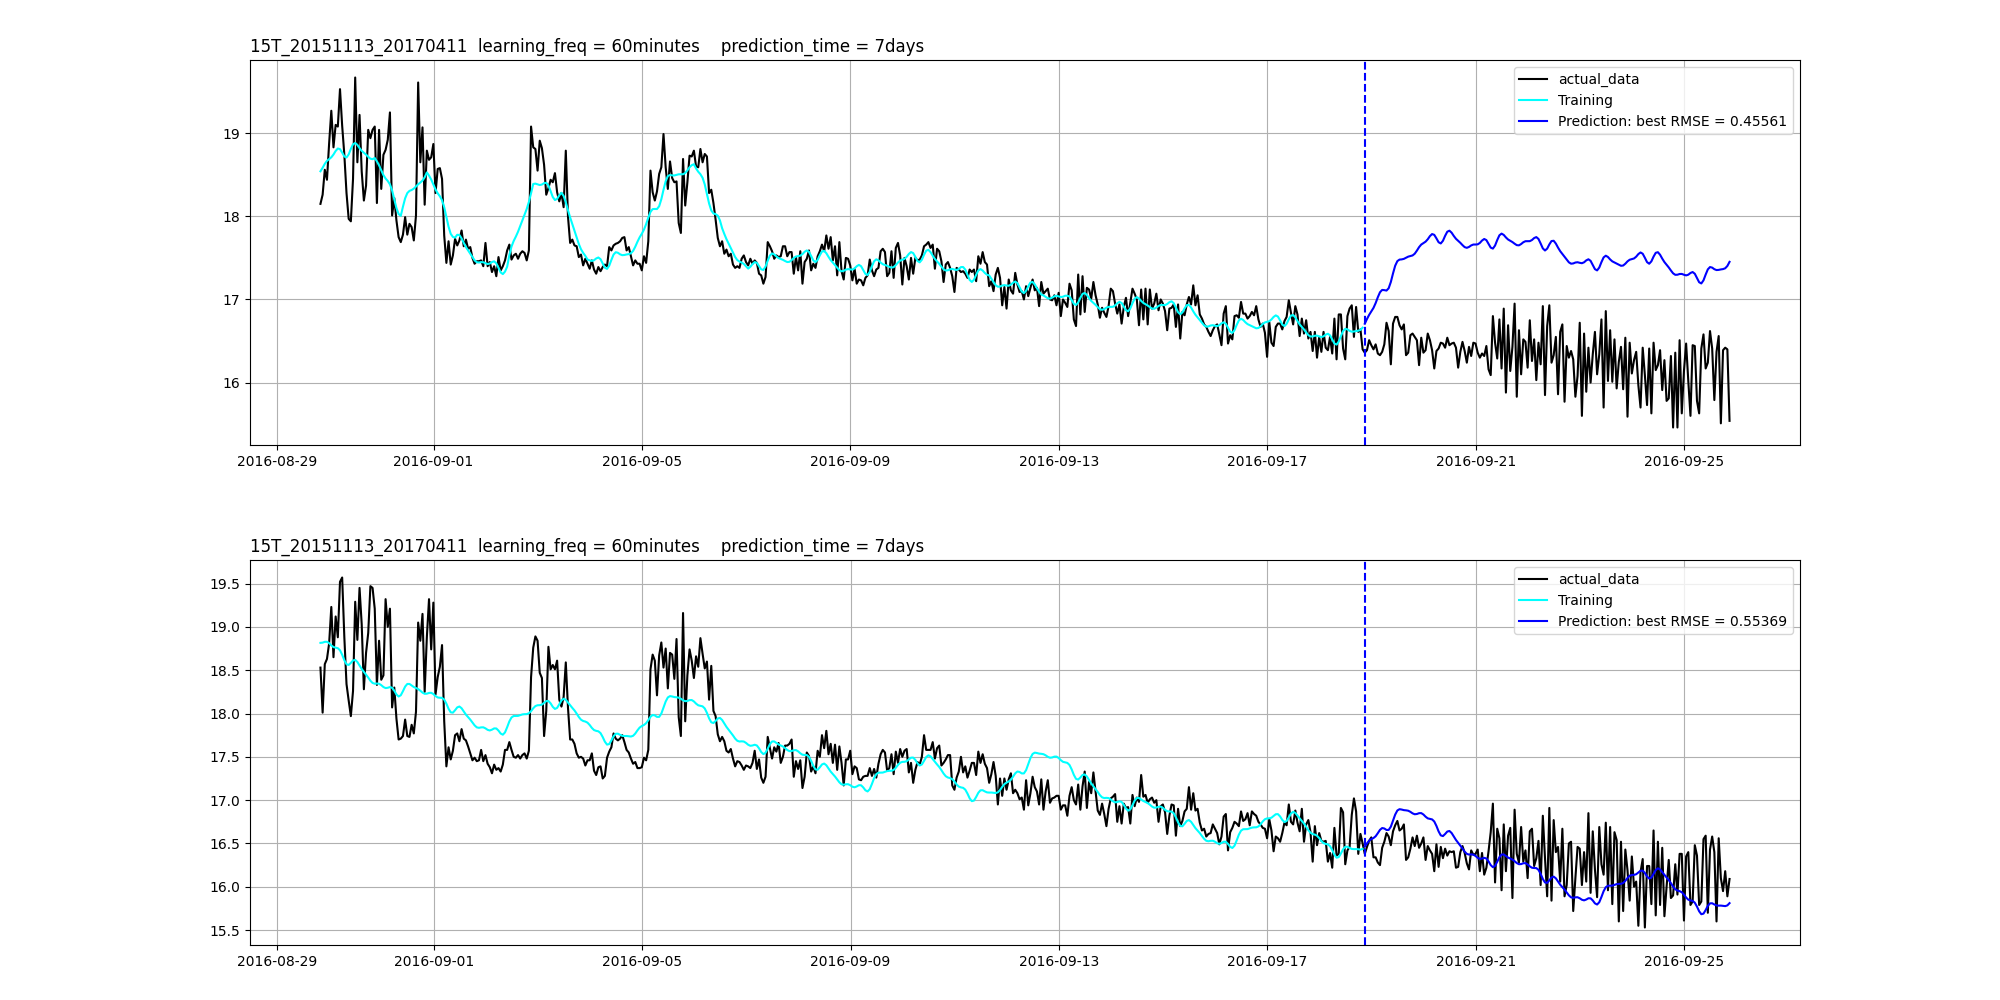 15T_20151113_20170411  learning_freq = 60minutes    prediction_time = 7days
actual_data
Training
Prediction: best RMSE = 0.45561
19
18
17
16
2016-08-29 2016-09-01 2016-09-05 2016-09-09 2016-09-13 2016-09-17 2016-09-21 2016-09-25
15T_20151113_20170411  learning_freq = 60minutes    prediction_time = 7days
actual_data
Training
Prediction: best RMSE = 0.55369
19.5
19.0
18.5
18.0
17.5
17.0
16.5
16.0
15.5
2016-08-29 2016-09-01 2016-09-05 2016-09-09 2016-09-13 2016-09-17 2016-09-21 2016-09-25